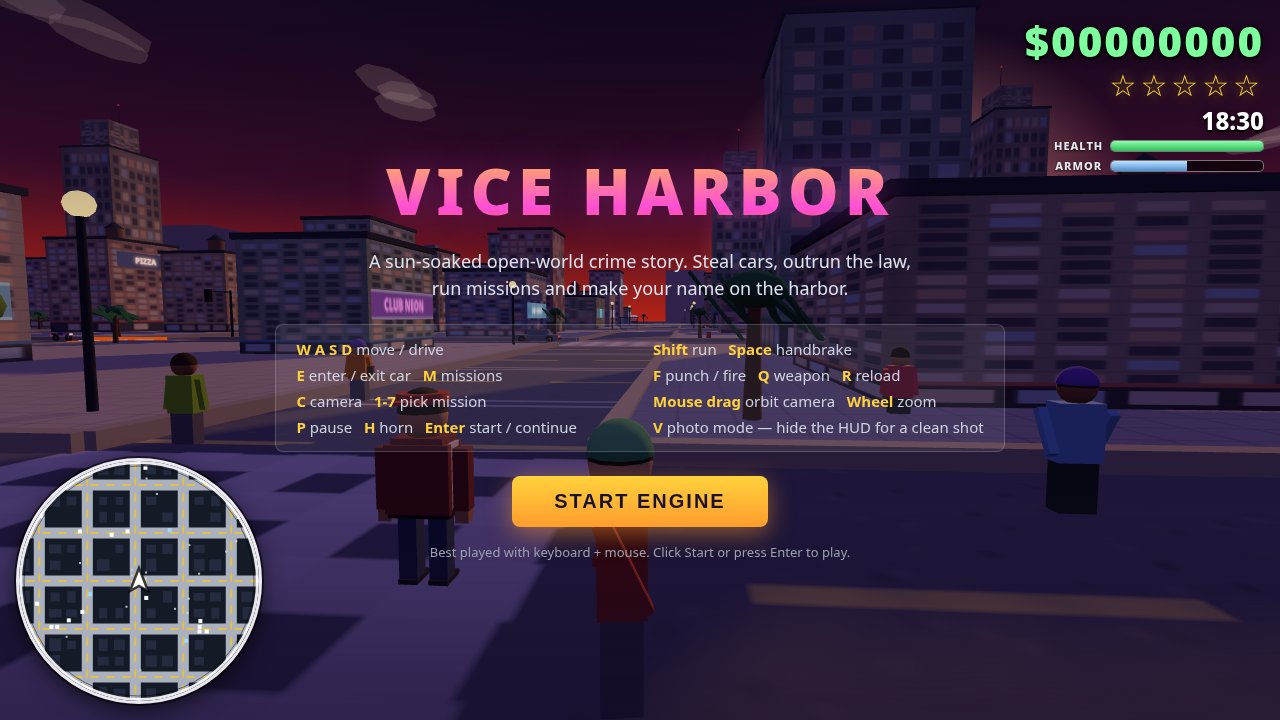 $00000000
☆☆☆☆☆
18:30
HEALTH
ARMOR
VICE HARBOR
A sun-soaked open-world crime story. Steal cars, outrun the law,
run missions and make your name on the harbor.
PIZZA
CLUB NEON
W A S D move / drive
Shift run Space handbrake
E enter / exit car M missions
F punch / fire Q weapon R reload
C camera 1-7 pick mission
Mouse drag orbit camera Wheel zoom
P pause H horn Enter start / continue
V photo mode — hide the HUD for a clean shot
START ENGINE
Best played with keyboard + mouse. Click Start or press Enter to play.